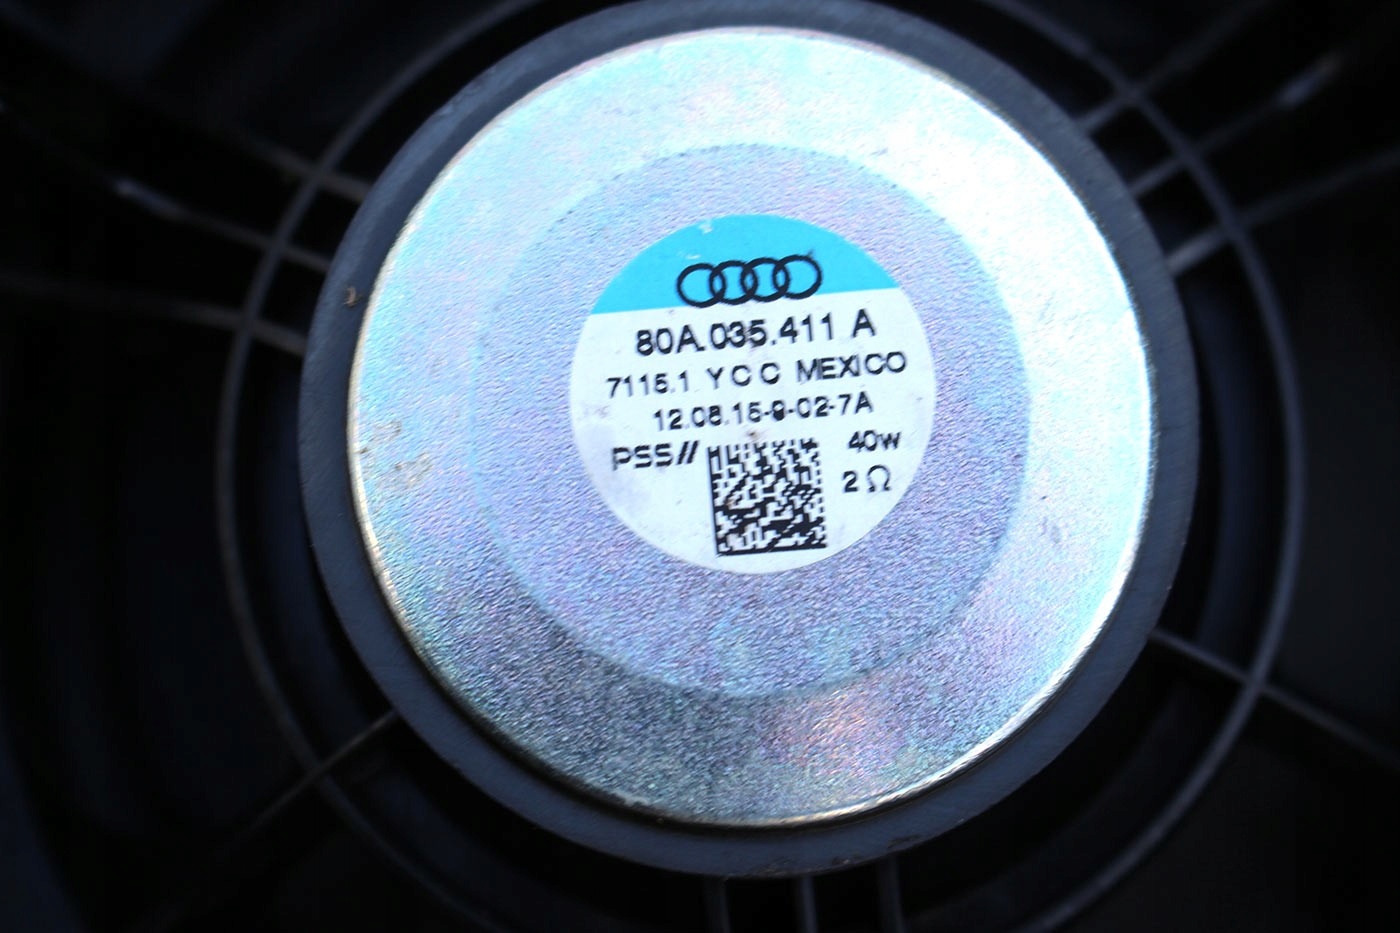 80A.035.411 A
7115.1 YCC MEXICO
12.08.15-9-02-7A
PSS// 40w
2 Ω